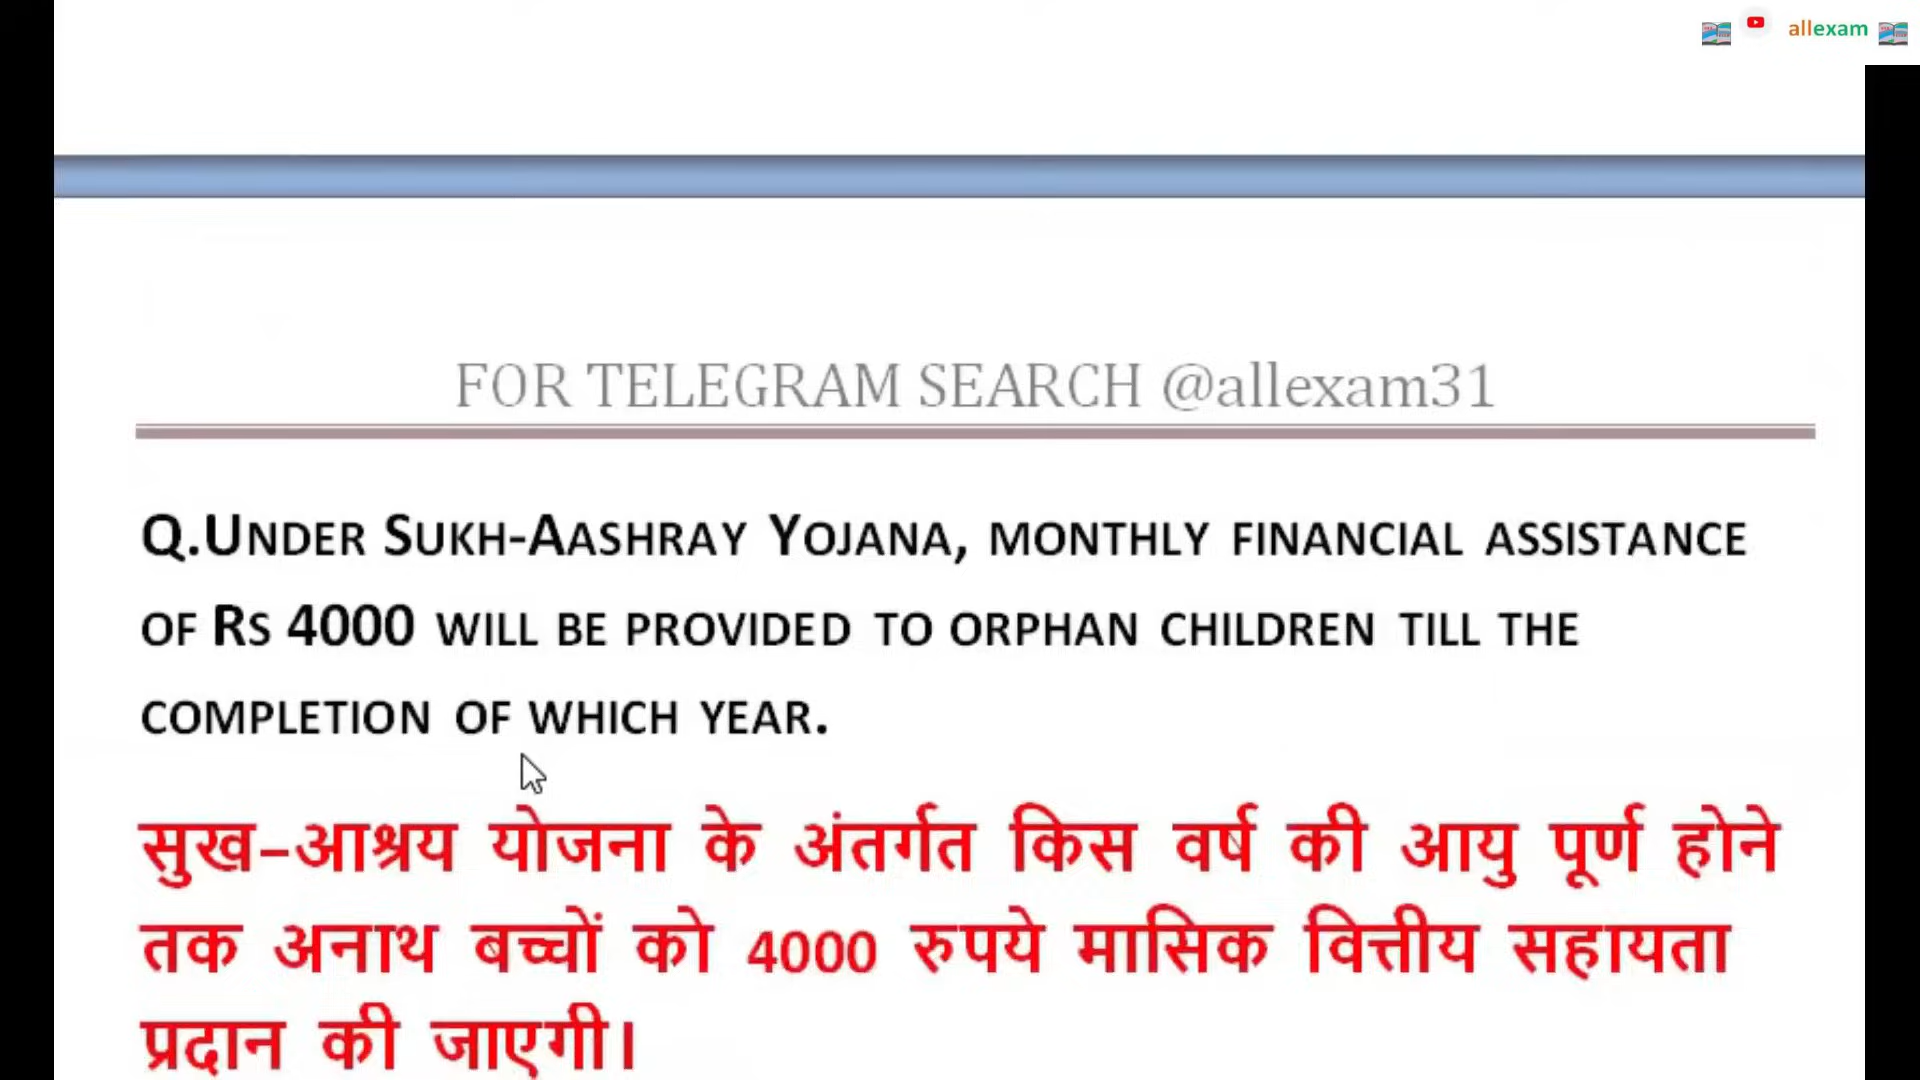 allexam
FOR TELEGRAM SEARCH @allexam31
Q.UNDER SUKH-AASHRAY YOJANA, MONTHLY FINANCIAL ASSISTANCE
OF RS 4000 WILL BE PROVIDED TO ORPHAN CHILDREN TILL THE
COMPLETION OF WHICH YEAR.
सुख-आश्रय योजना के अंतर्गत किस वर्ष की आयु पूर्ण होने
तक अनाथ बच्चों को 4000 रुपये मासिक वित्तीय सहायता
प्रदान की जाएगी।